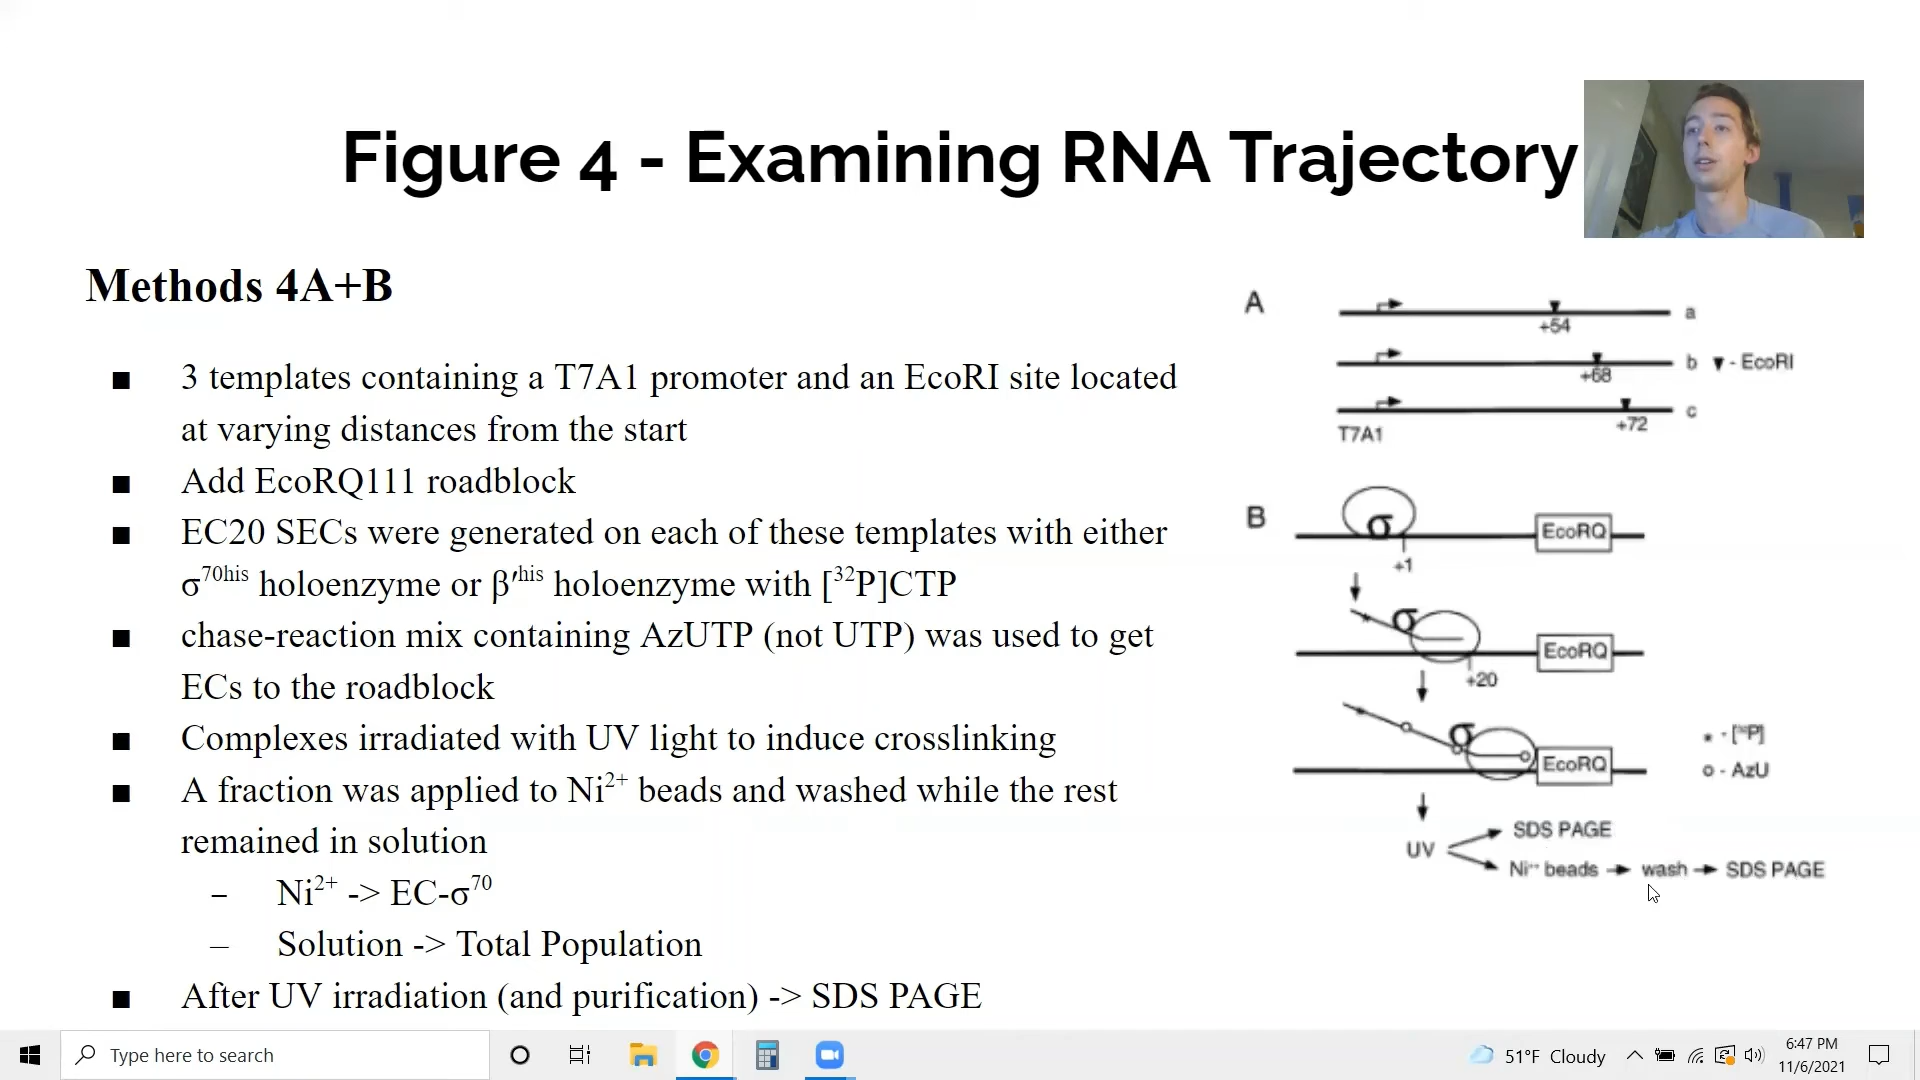 Figure 4 - Examining RNA Trajectory
Methods 4A+B
■ 3 templates containing a T7A1 promoter and an EcoRI site located
at varying distances from the start
■ Add EcoRQ111 roadblock
■ EC20 SECs were generated on each of these templates with either
σ⁷⁰ʰⁱˢ holoenzyme or β′ʰⁱˢ holoenzyme with [³²P]CTP
■ chase-reaction mix containing AzUTP (not UTP) was used to get
ECs to the roadblock
■ Complexes irradiated with UV light to induce crosslinking
■ A fraction was applied to Ni²⁺ beads and washed while the rest
remained in solution
– Ni²⁺ -> EC-σ⁷⁰
– Solution -> Total Population
■ After UV irradiation (and purification) -> SDS PAGE
A
a
+54
b ▼ - EcoRI
+68
c
T7A1 +72
B
σ EcoRQ
+1
σ
EcoRQ
+20
σ
EcoRQ
* - [³²P]
o - AzU
UV
SDS PAGE
Ni⁺⁺ beads wash SDS PAGE
Type here to search
51°F Cloudy
6:47 PM
11/6/2021